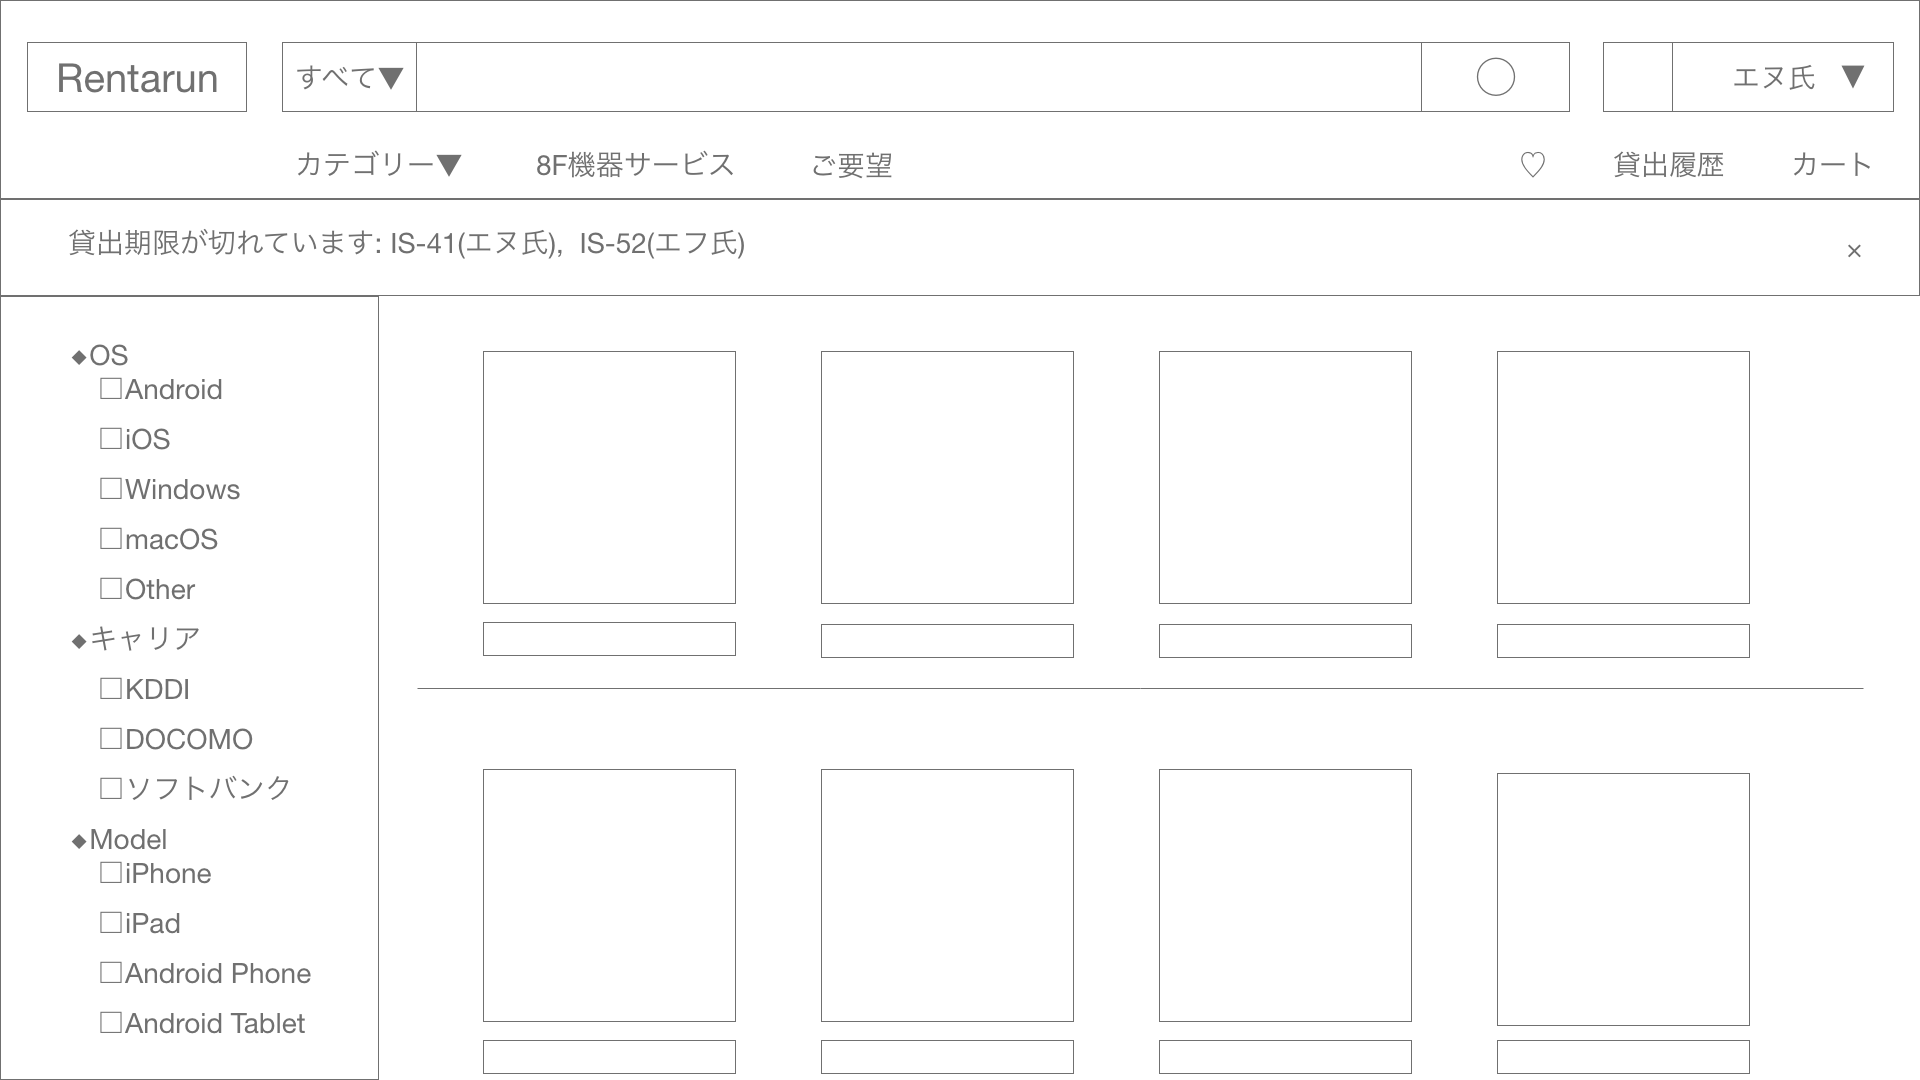 Rentarun
すべて▼
エヌ氏 ▼
カテゴリー▼ 8F機器サービス ご要望 ♡ 貸出履歴 カート
貸出期限が切れています: IS-41(エヌ氏), IS-52(エフ氏) ×
◆OS
□Android
□iOS
□Windows
□macOS
□Other
◆キャリア
□KDDI
□DOCOMO
□ソフトバンク
◆Model
□iPhone
□iPad
□Android Phone
□Android Tablet